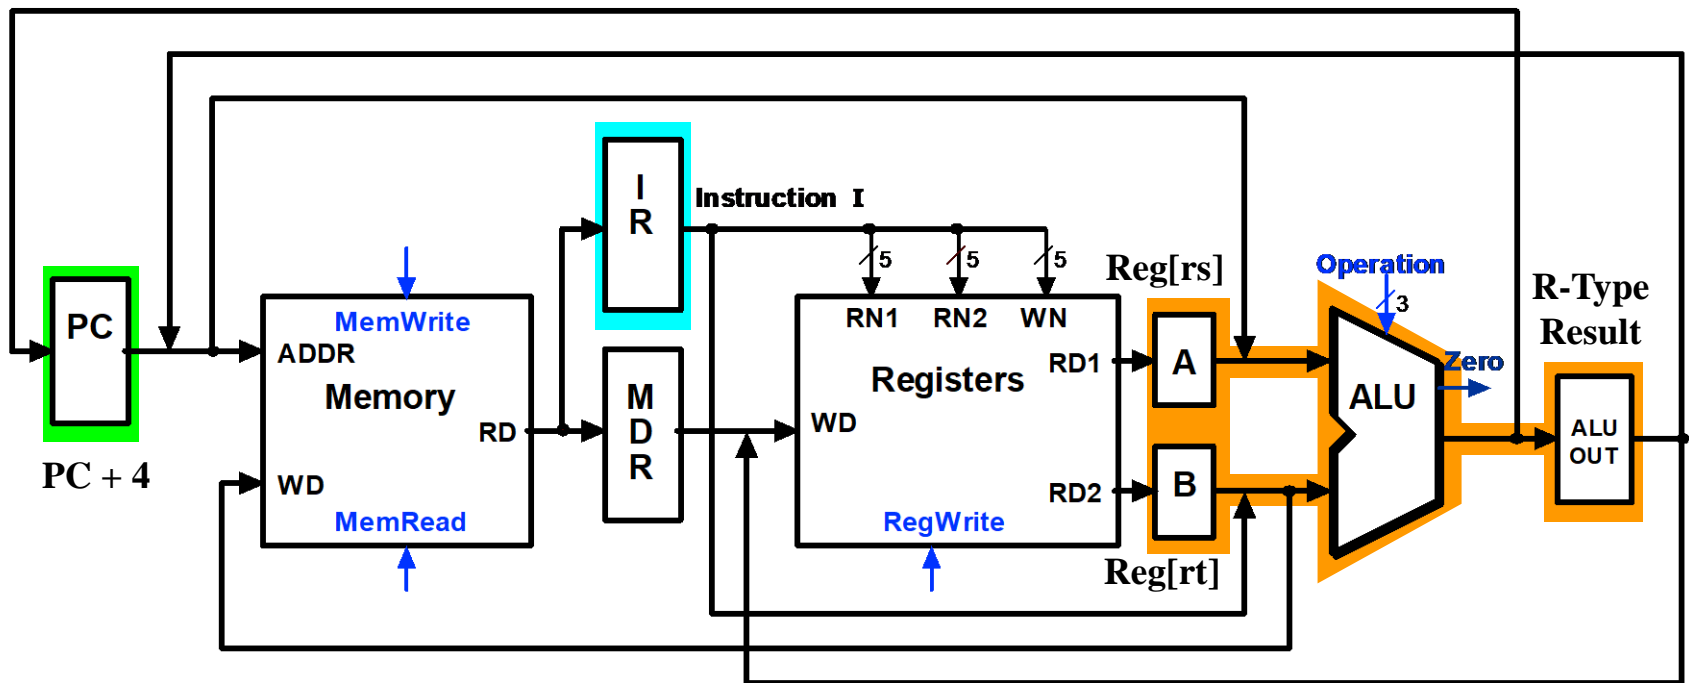 I
R
Instruction I
5
5
5
Reg[rs]
Operation
3
R-Type
Result
PC
MemWrite
RN1
RN2
WN
ADDR
Memory
RD1
A
Zero
Registers
ALU
M
D
R
RD
WD
ALU
OUT
PC + 4
WD
RD2
B
MemRead
RegWrite
Reg[rt]